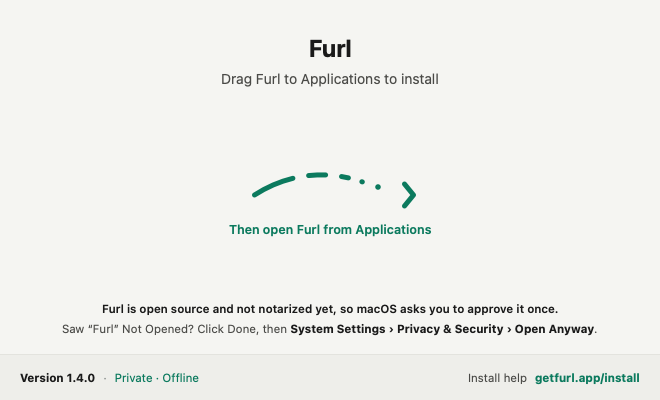 Furl
Drag Furl to Applications to install
Then open Furl from Applications
Furl is open source and not notarized yet, so macOS asks you to approve it once.
Saw “Furl” Not Opened? Click Done, then System Settings › Privacy & Security › Open Anyway.
Version 1.4.0 · Private · Offline
Install help getfurl.app/install